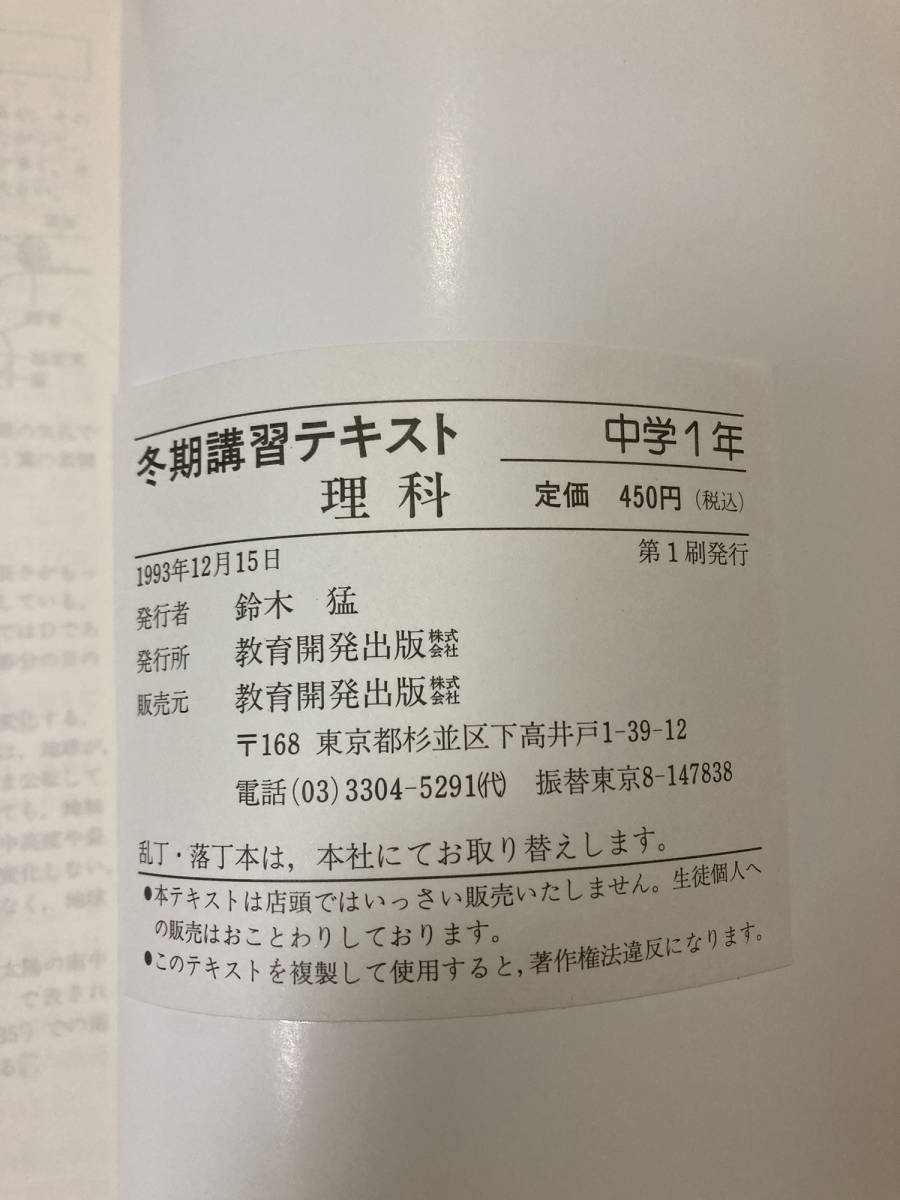 冬期講習テキスト 中学1年
理科 定価 450円(税込)
1993年12月15日 第1刷発行
発行者 鈴木 猛
発行所 教育開発出版株式会社
販売元 教育開発出版株式会社
〒168 東京都杉並区下高井戸1-39-12
電話(03)3304-5291(代) 振替東京8-147838
乱丁・落丁本は,本社にてお取り替えします。
●本テキストは店頭ではいっさい販売いたしません。生徒個人へ
の販売はおことわりしております。
●このテキストを複製して使用すると,著作権法違反になります。